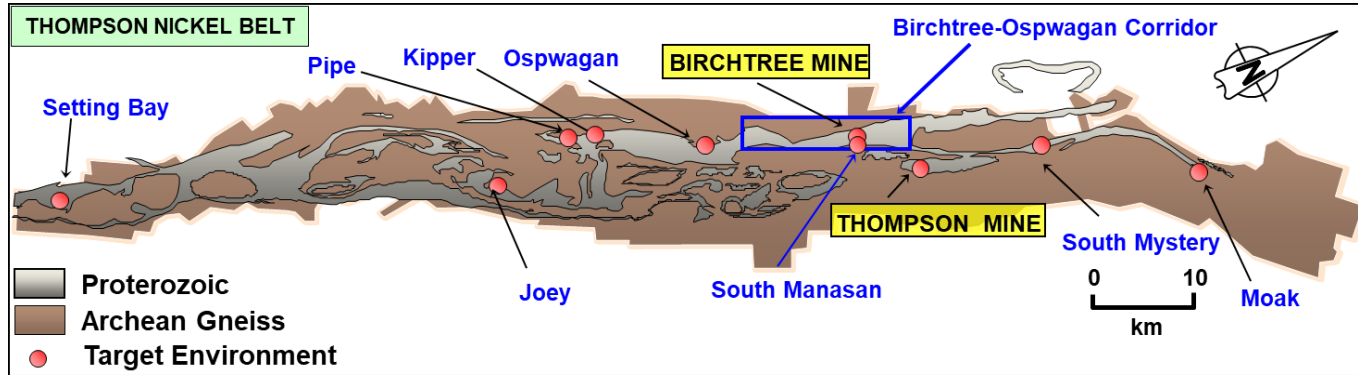 THOMPSON NICKEL BELT
Birchtree-Ospwagan Corridor
Pipe
Kipper
Ospwagan
BIRCHTREE MINE
N
Setting Bay
THOMPSON MINE
South Mystery
Joey
South Manasan
Moak
0 10
km
Proterozoic
Archean Gneiss
Target Environment